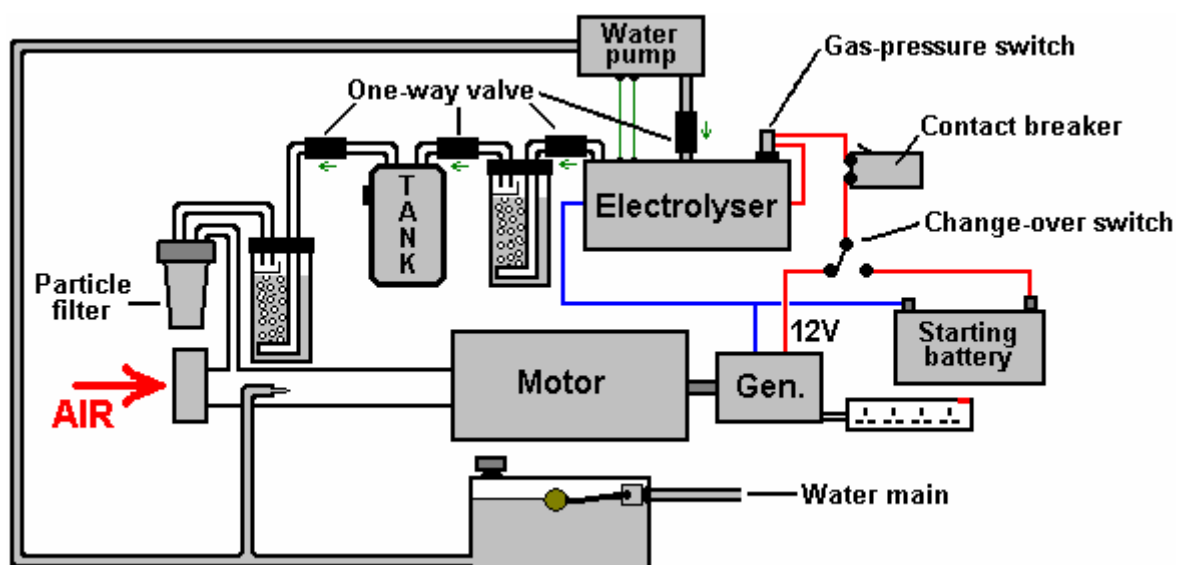 Water
pump
Gas-pressure switch
One-way valve
Contact breaker
TANK
Electrolyser
Change-over switch
Particle
filter
12V
Starting
battery
Motor
Gen.
AIR
Water main